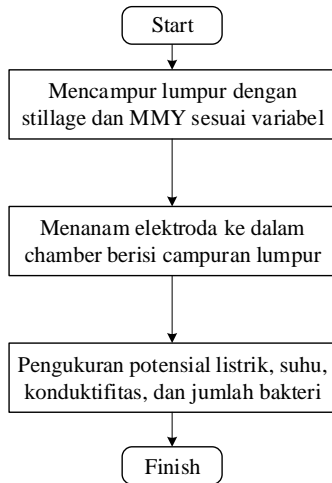 Start
Mencampur lumpur dengan
stillage dan MMY sesuai variabel
Menanam elektroda ke dalam
chamber berisi campuran lumpur
Pengukuran potensial listrik, suhu,
konduktifitas, dan jumlah bakteri
Finish